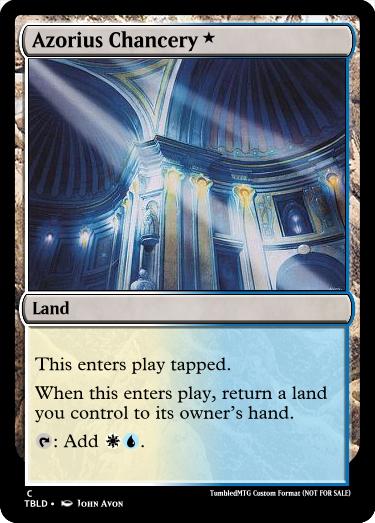 Azorius Chancery ★
Land
This enters play tapped.
When this enters play, return a land
you control to its owner's hand.
: Add .
C
TBLD • John Avon
TumbledMTG Custom Format (NOT FOR SALE)